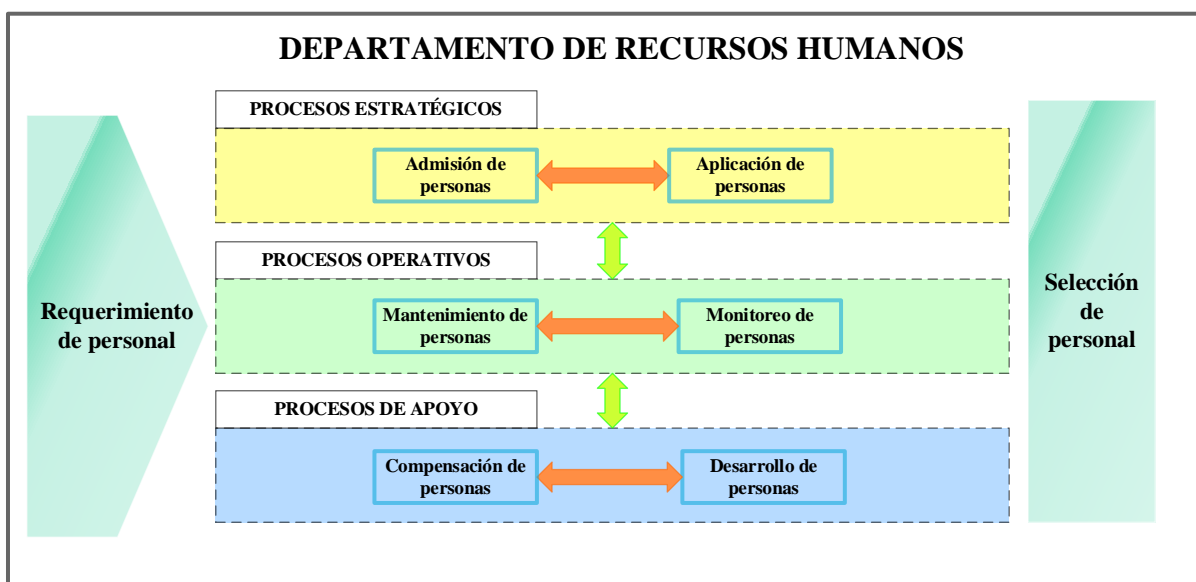 DEPARTAMENTO DE RECURSOS HUMANOS
Requerimiento
de personal
PROCESOS ESTRATÉGICOS
Admisión de
personas
Aplicación de
personas
PROCESOS OPERATIVOS
Mantenimiento de
personas
Monitoreo de
personas
PROCESOS DE APOYO
Compensación de
personas
Desarrollo de
personas
Selección
de
personal